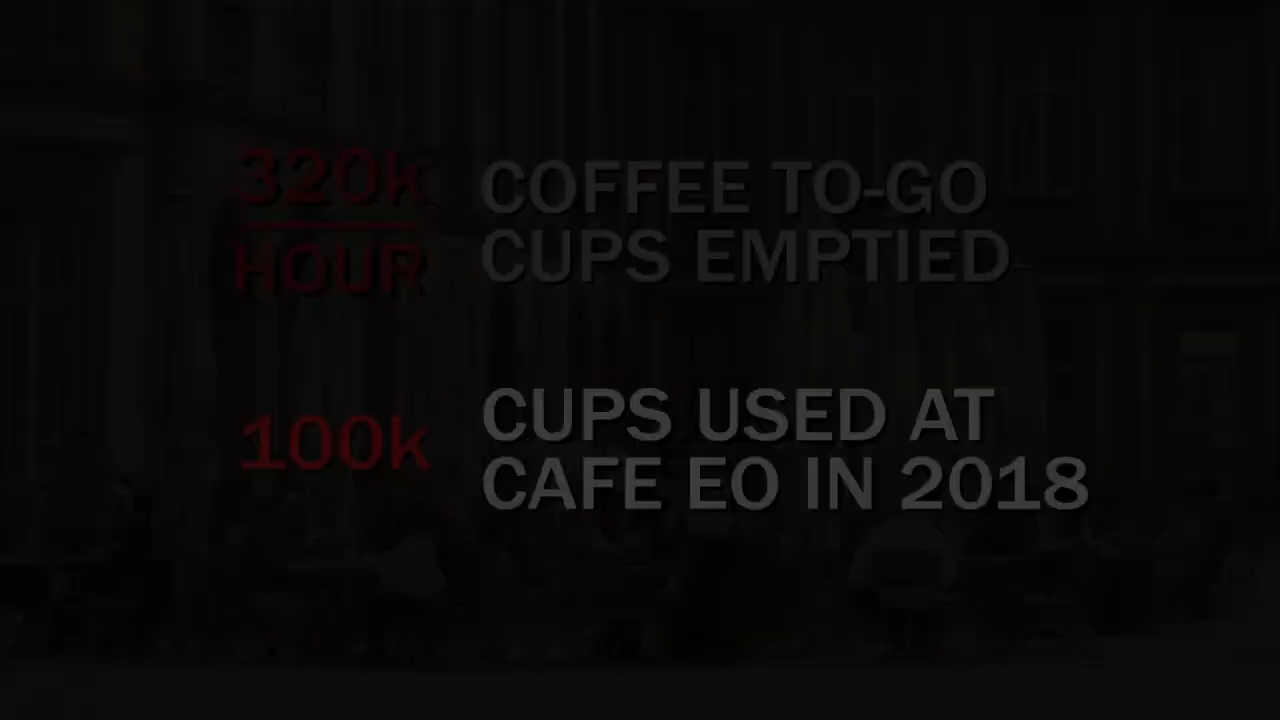 320k
HOUR
COFFEE TO-GO
CUPS EMPTIED
100k
CUPS USED AT
CAFE EO IN 2018